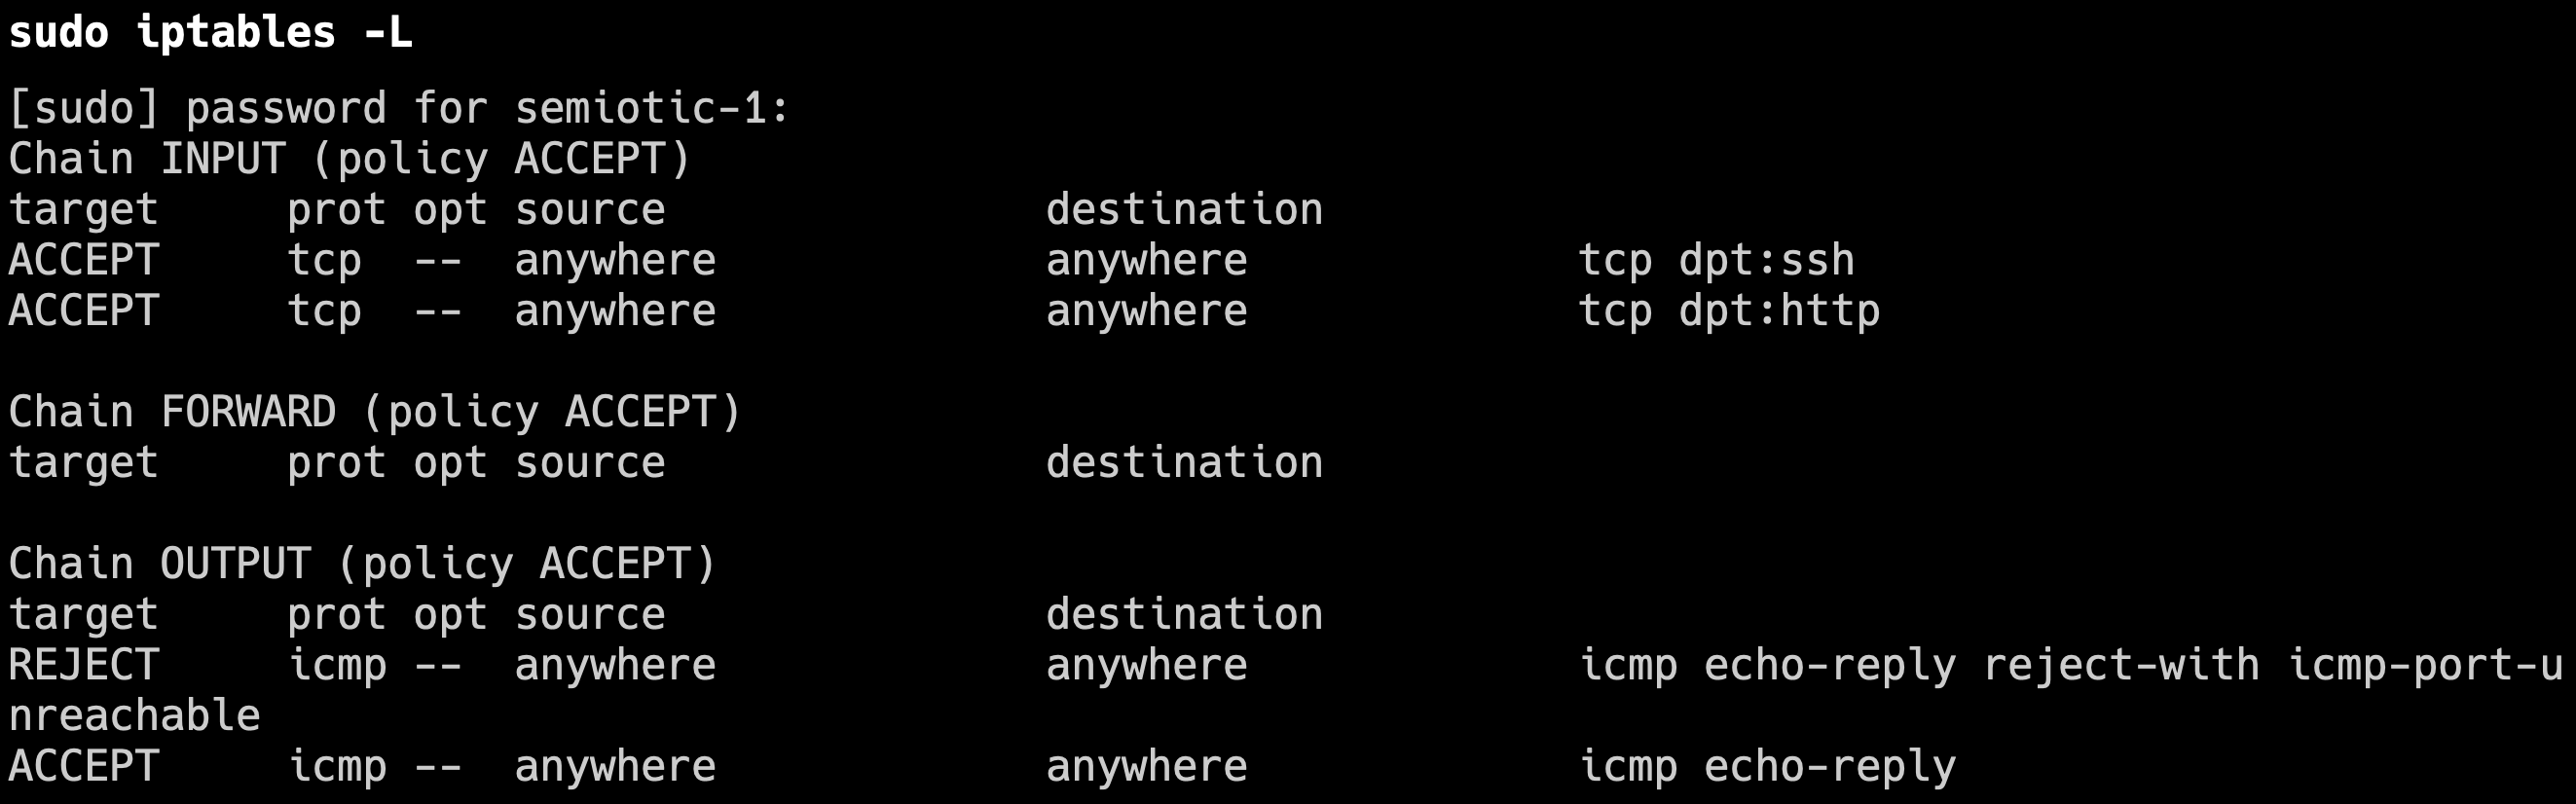 sudo iptables -L
[sudo] password for semiotic-1:
Chain INPUT (policy ACCEPT)
target     prot opt source               destination
ACCEPT     tcp  --  anywhere             anywhere             tcp dpt:ssh
ACCEPT     tcp  --  anywhere             anywhere             tcp dpt:http
Chain FORWARD (policy ACCEPT)
target     prot opt source               destination
Chain OUTPUT (policy ACCEPT)
target     prot opt source               destination
REJECT     icmp --  anywhere             anywhere             icmp echo-reply reject-with icmp-port-u
nreachable
ACCEPT     icmp --  anywhere             anywhere             icmp echo-reply